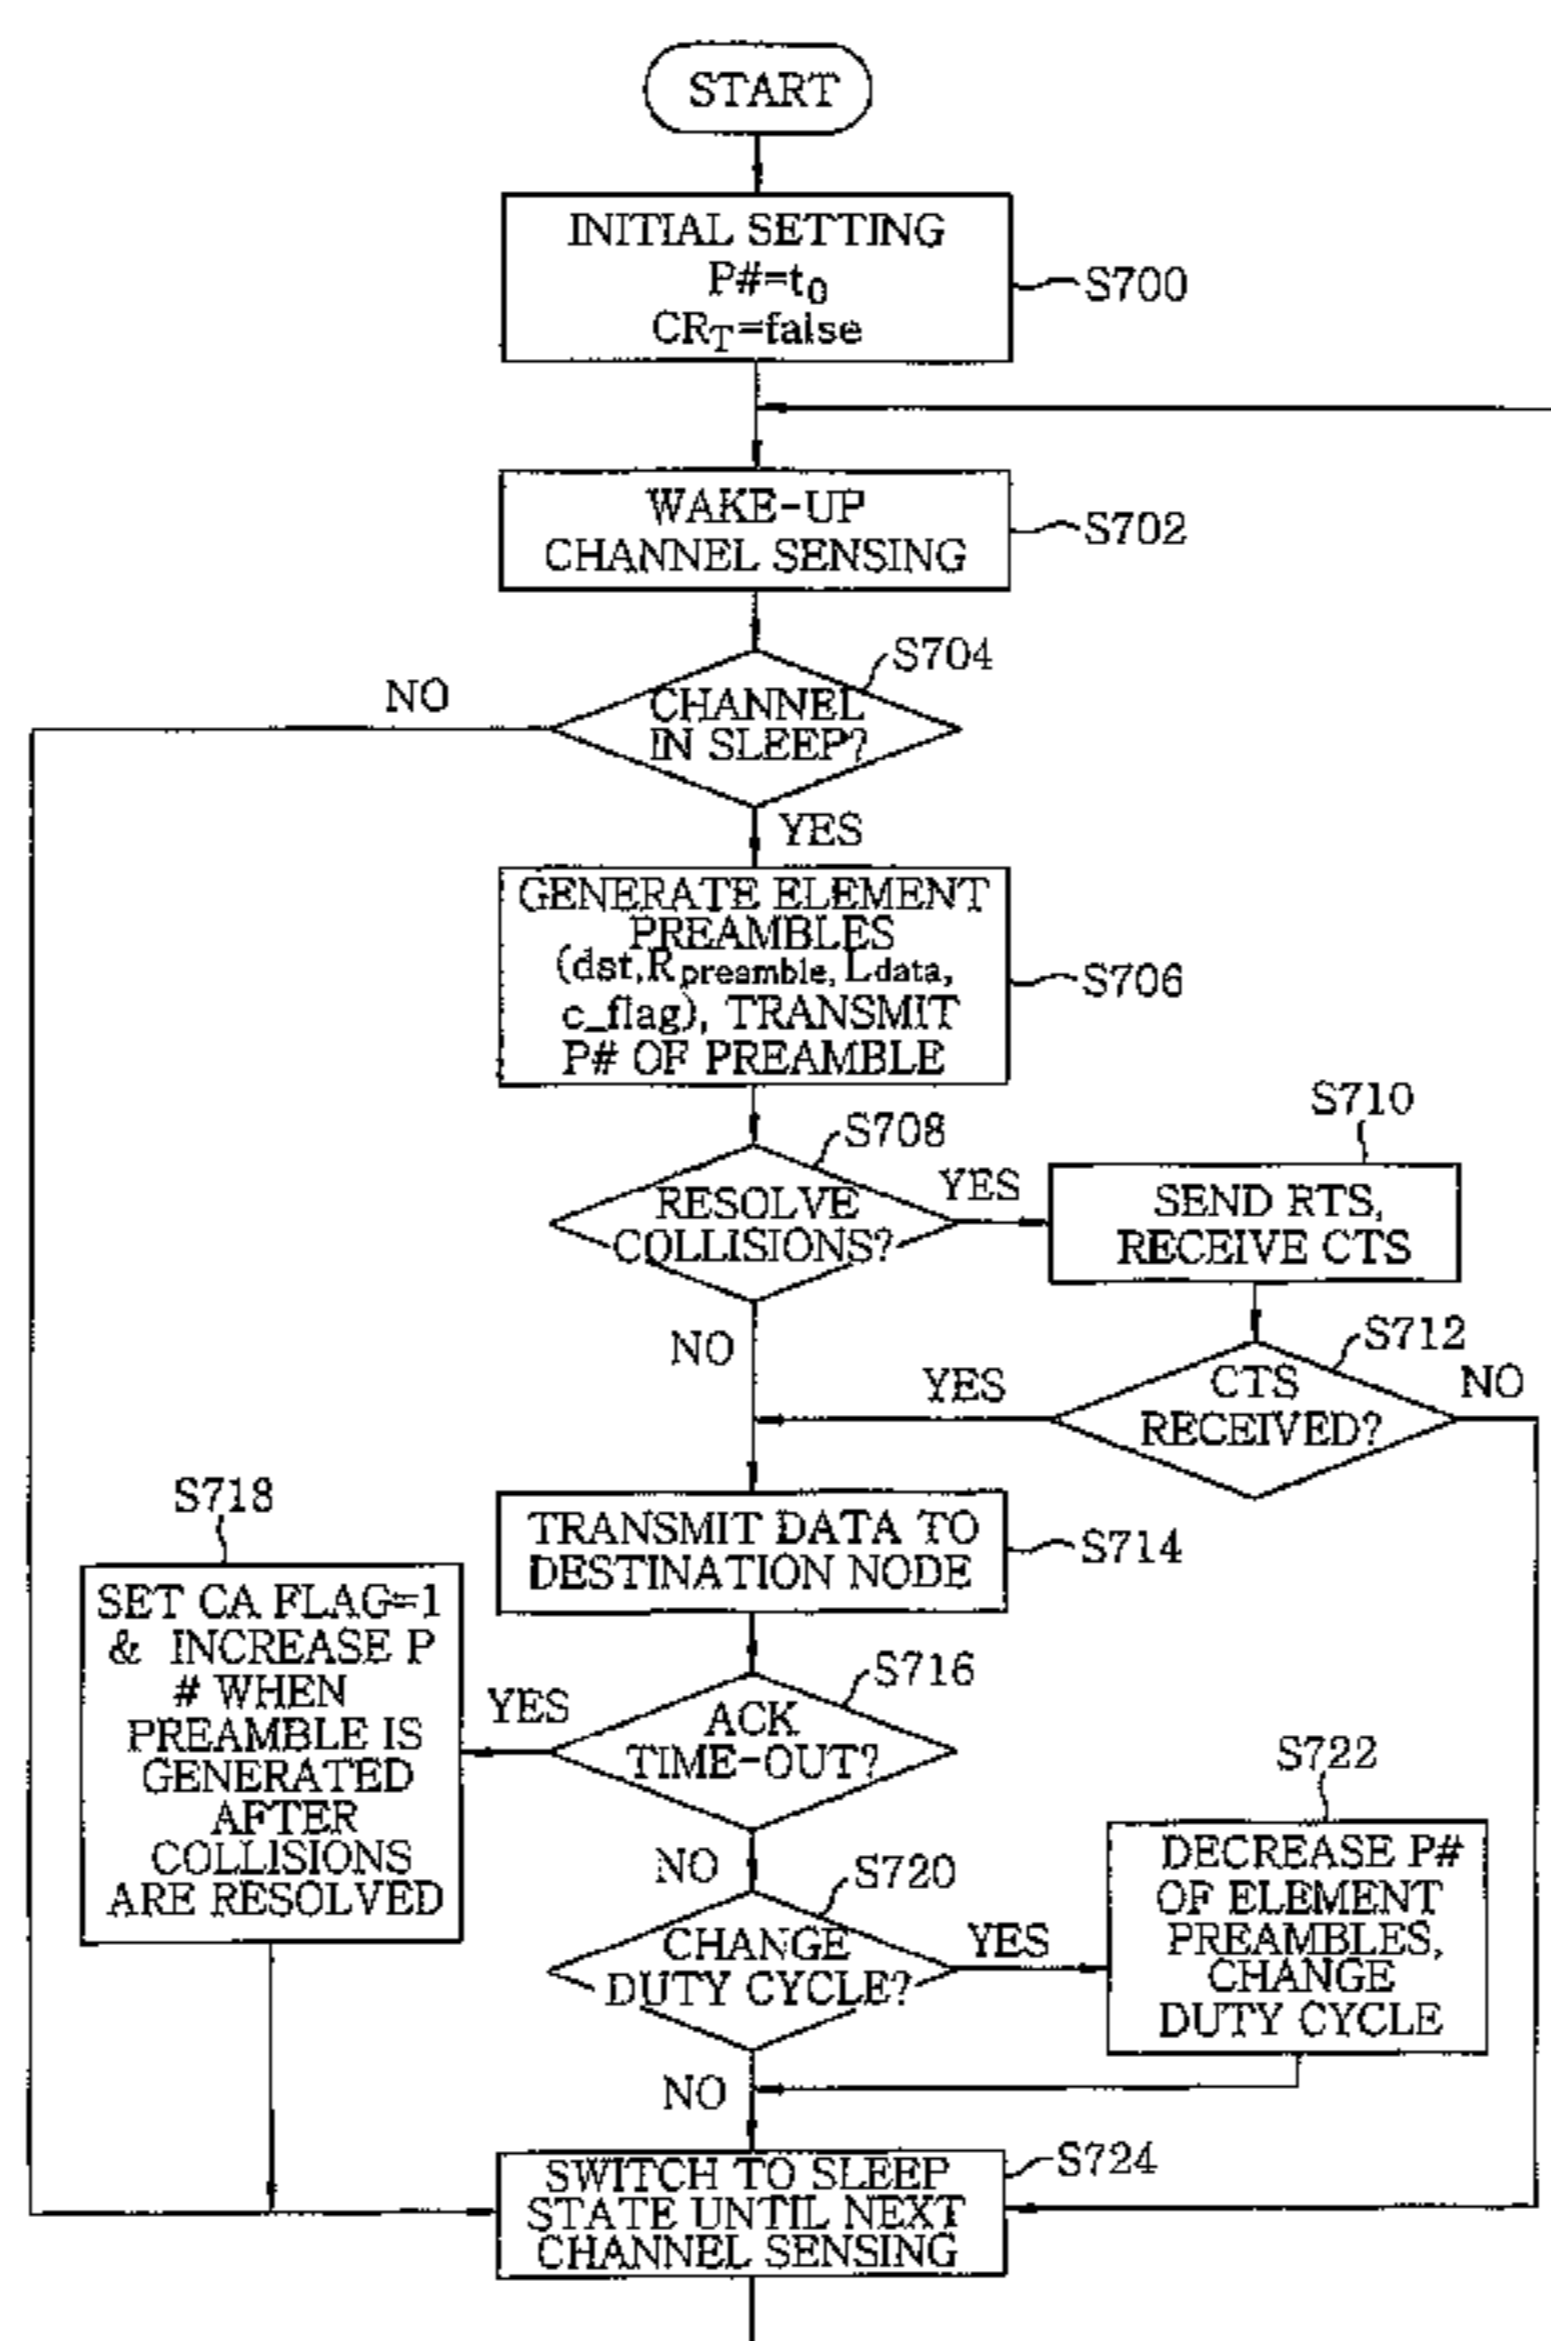 START
INITIAL SETTING
P#=t0
CRT=false
S700
WAKE-UP
CHANNEL SENSING
S702
S704
NO
CHANNEL
IN SLEEP?
YES
GENERATE ELEMENT
PREAMBLES
(dst,Rpreamble, Ldata,
c_flag), TRANSMIT
P# OF PREAMBLE
S706
S708
RESOLVE
COLLISIONS?
YES
S710
SEND RTS,
RECEIVE CTS
NO
S712
CTS
RECEIVED?
YES
NO
TRANSMIT DATA TO
DESTINATION NODE
S714
S718
SET CA FLAG=1
& INCREASE P
# WHEN
PREAMBLE IS
GENERATED
AFTER
COLLISIONS
ARE RESOLVED
S716
YES
ACK
TIME-OUT?
NO
S720
CHANGE
DUTY CYCLE?
YES
S722
DECREASE P#
OF ELEMENT
PREAMBLES,
CHANGE
DUTY CYCLE
NO
SWITCH TO SLEEP
STATE UNTIL NEXT
CHANNEL SENSING
S724